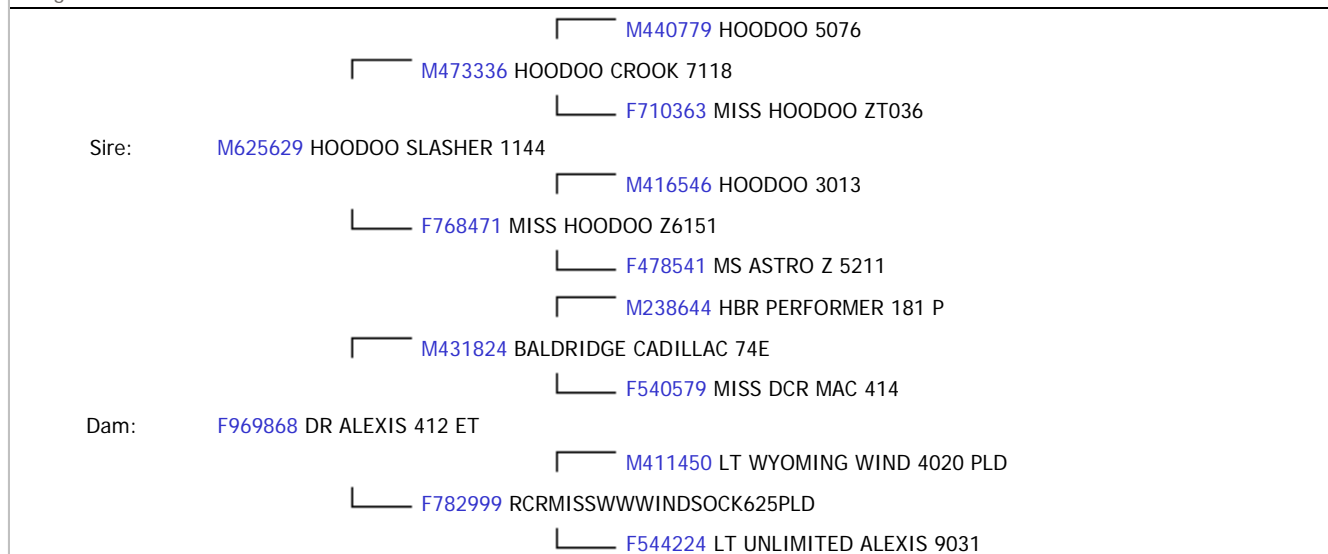 M440779 HOODOO 5076
M473336 HOODOO CROOK 7118
F710363 MISS HOODOO ZT036
Sire: M625629 HOODOO SLASHER 1144
M416546 HOODOO 3013
F768471 MISS HOODOO Z6151
F478541 MS ASTRO Z 5211
M238644 HBR PERFORMER 181 P
M431824 BALDRIDGE CADILLAC 74E
F540579 MISS DCR MAC 414
Dam: F969868 DR ALEXIS 412 ET
M411450 LT WYOMING WIND 4020 PLD
F782999 RCRMISSWWWINDSOCK625PLD
F544224 LT UNLIMITED ALEXIS 9031